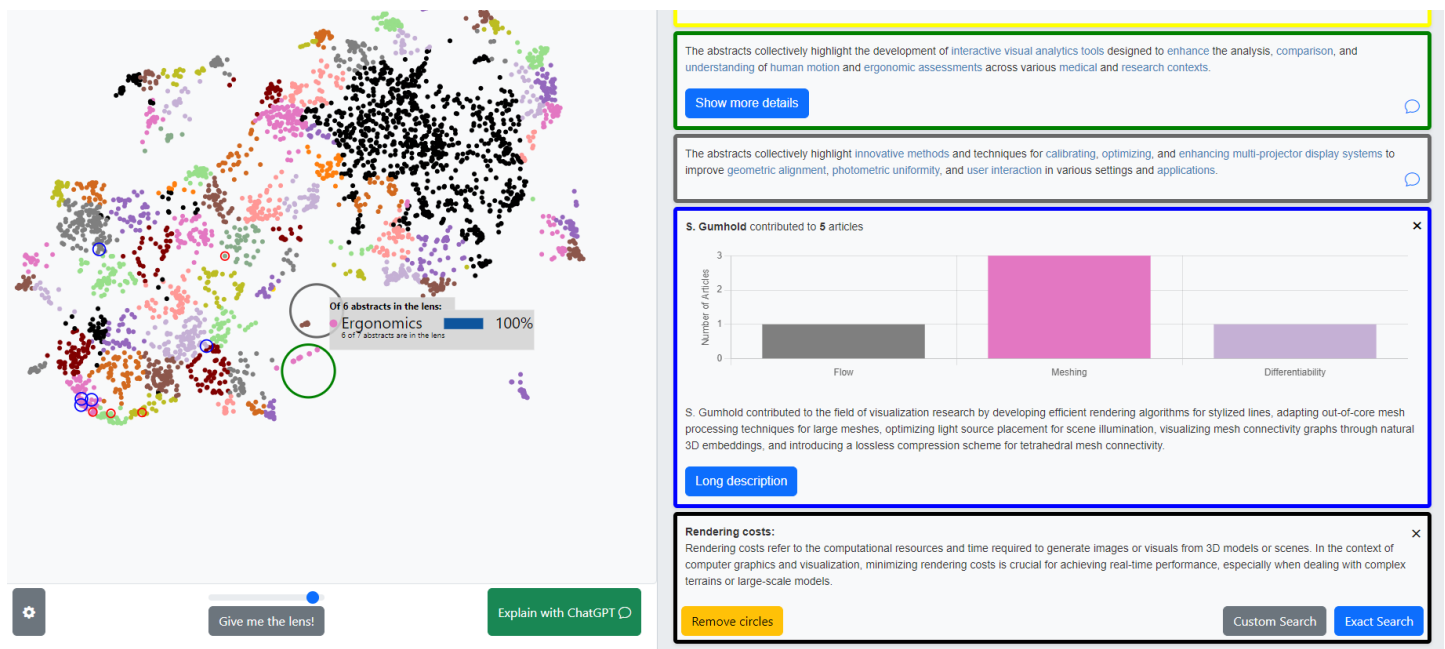 Of 6 abstracts in the lens:
Ergonomics 100%
6 of 7 abstracts are in the lens
Give me the lens!
Explain with ChatGPT
The abstracts collectively highlight the development of interactive visual analytics tools designed to enhance the analysis, comparison, and
understanding of human motion and ergonomic assessments across various medical and research contexts.
Show more details
The abstracts collectively highlight innovative methods and techniques for calibrating, optimizing, and enhancing multi-projector display systems to
improve geometric alignment, photometric uniformity, and user interaction in various settings and applications.
S. Gumhold contributed to 5 articles
Number of Articles
3
2
1
0
Flow Meshing Differentiability
S. Gumhold contributed to the field of visualization research by developing efficient rendering algorithms for stylized lines, adapting out-of-core mesh
processing techniques for large meshes, optimizing light source placement for scene illumination, visualizing mesh connectivity graphs through natural
3D embeddings, and introducing a lossless compression scheme for tetrahedral mesh connectivity.
Long description
Rendering costs:
Rendering costs refer to the computational resources and time required to generate images or visuals from 3D models or scenes. In the context of
computer graphics and visualization, minimizing rendering costs is crucial for achieving real-time performance, especially when dealing with complex
terrains or large-scale models.
Remove circles Custom Search Exact Search